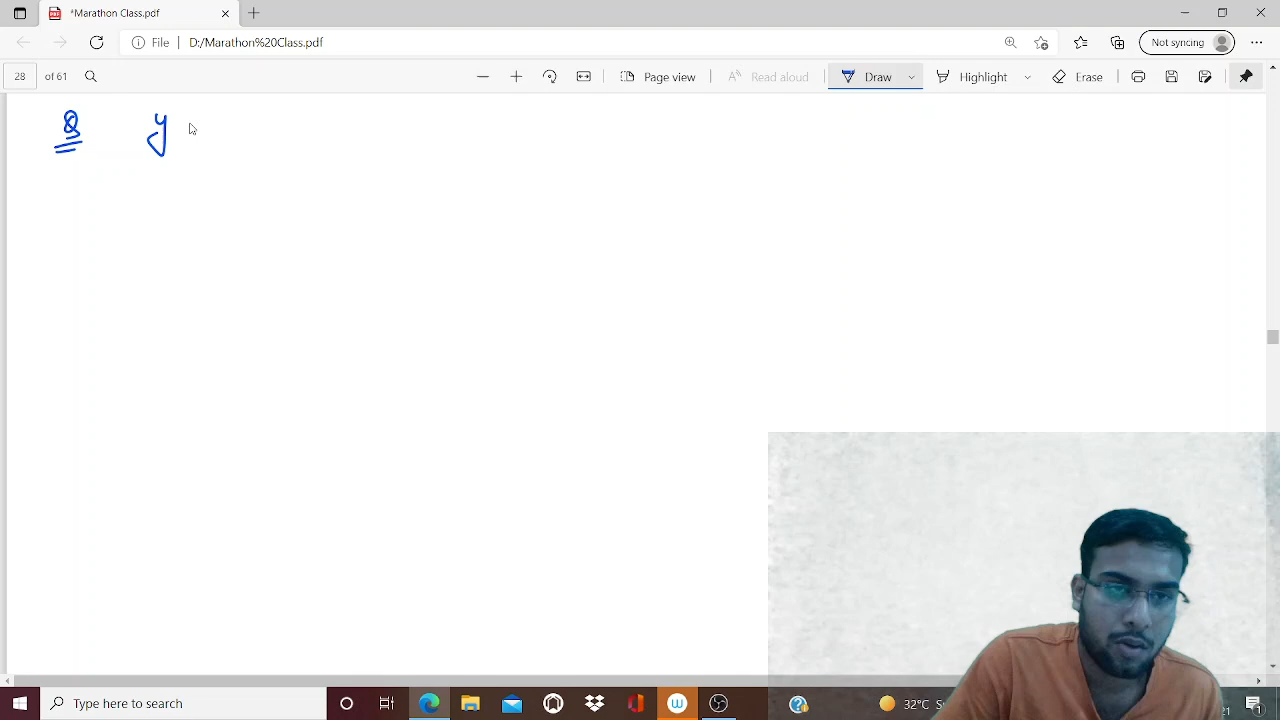 *Marathon Class.pdf
File | D:/Marathon%20Class.pdf
Not syncing
28 of 61
Page view
Read aloud
Draw
Highlight
Erase
Q y
Type here to search
32°C